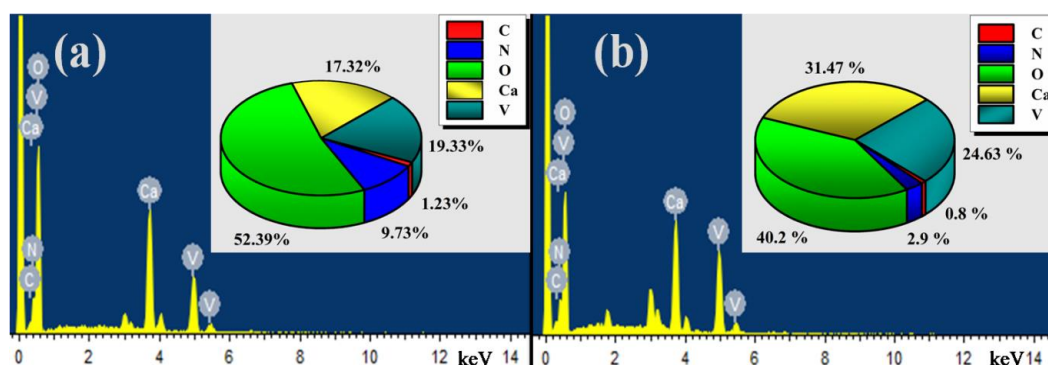 (a)
C
N
O
Ca
V
17.32%
19.33%
1.23%
9.73%
52.39%
O
V
Ca
N
C
Ca
V
V
0 2 4 6 8 10 12 14
keV
(b)
C
N
O
Ca
V
31.47 %
24.63 %
0.8 %
2.9 %
40.2 %
O
V
Ca
N
C
Ca
V
V
0 2 4 6 8 10 12 14
keV